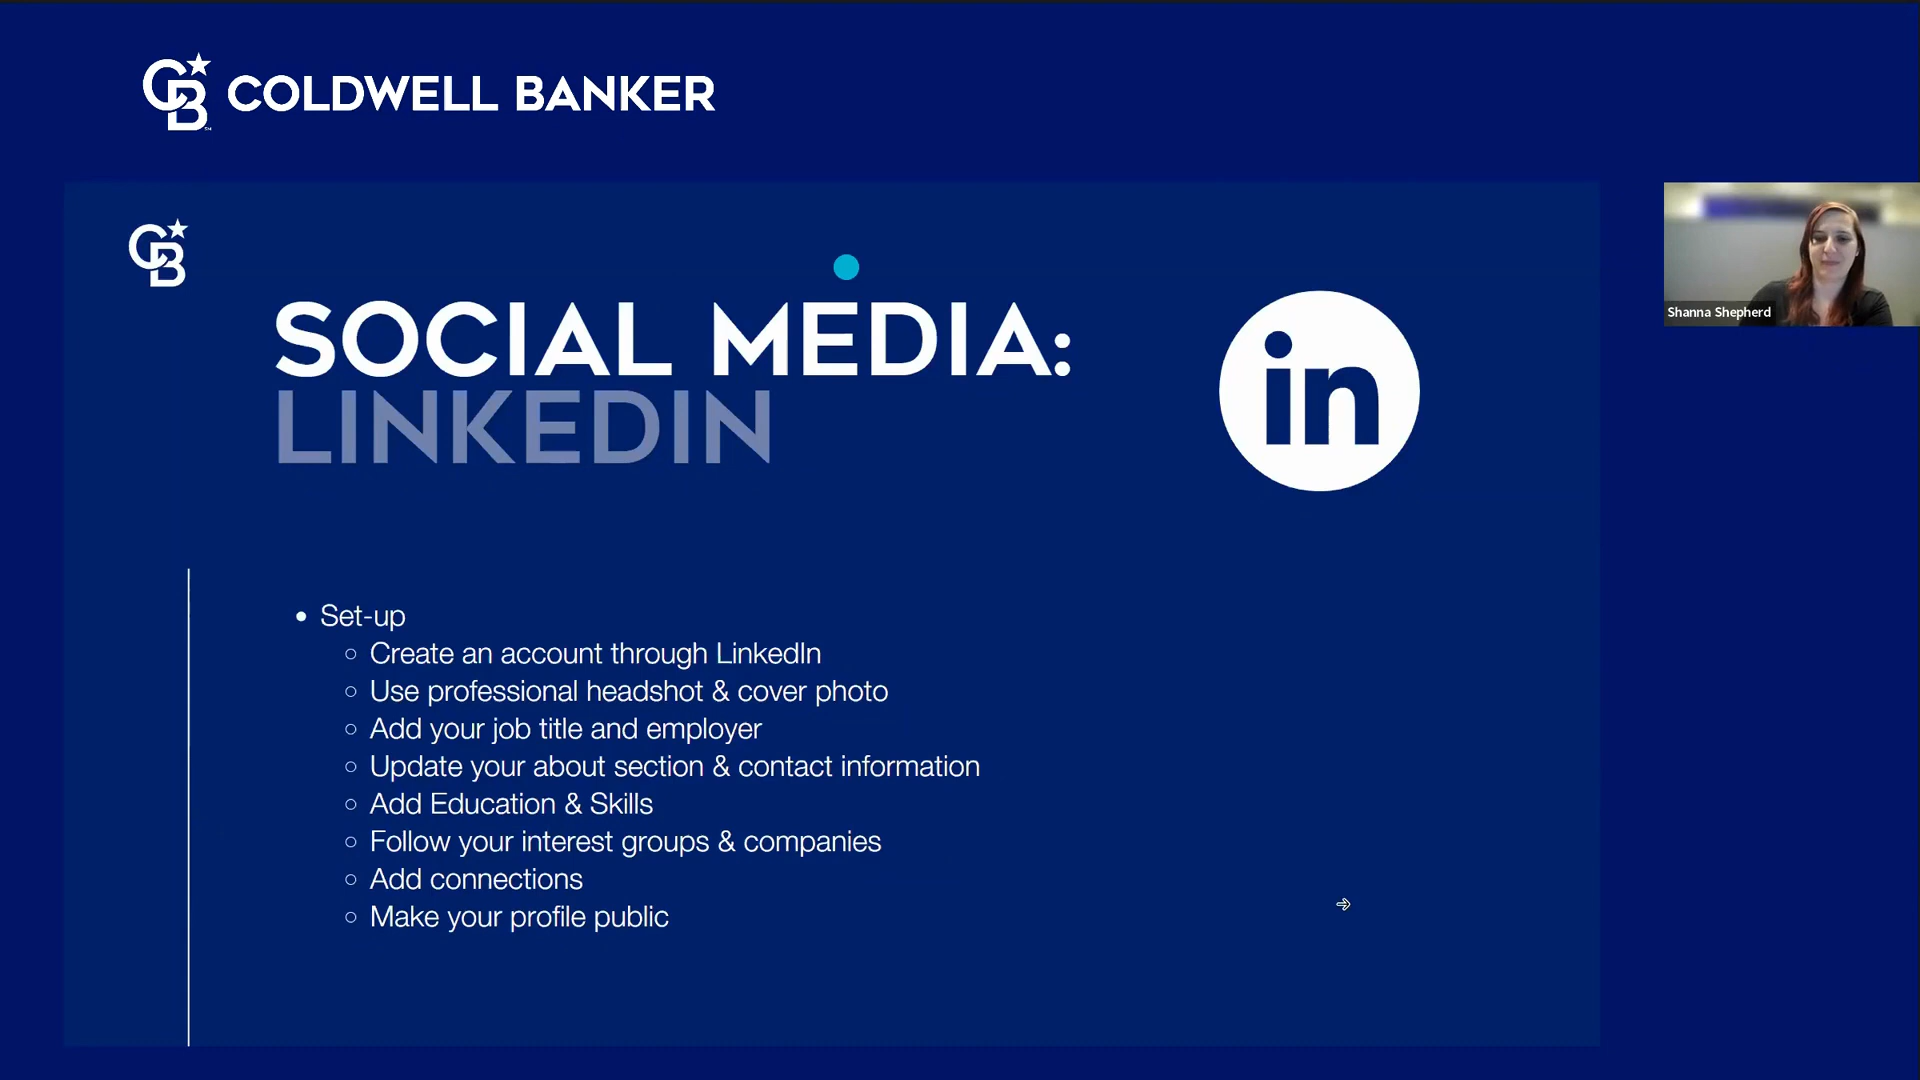 CB COLDWELL BANKER
CB
Shanna Shepherd
SOCIAL MEDIA:
LINKEDIN
in
• Set-up
○ Create an account through LinkedIn
○ Use professional headshot & cover photo
○ Add your job title and employer
○ Update your about section & contact information
○ Add Education & Skills
○ Follow your interest groups & companies
○ Add connections
○ Make your profile public